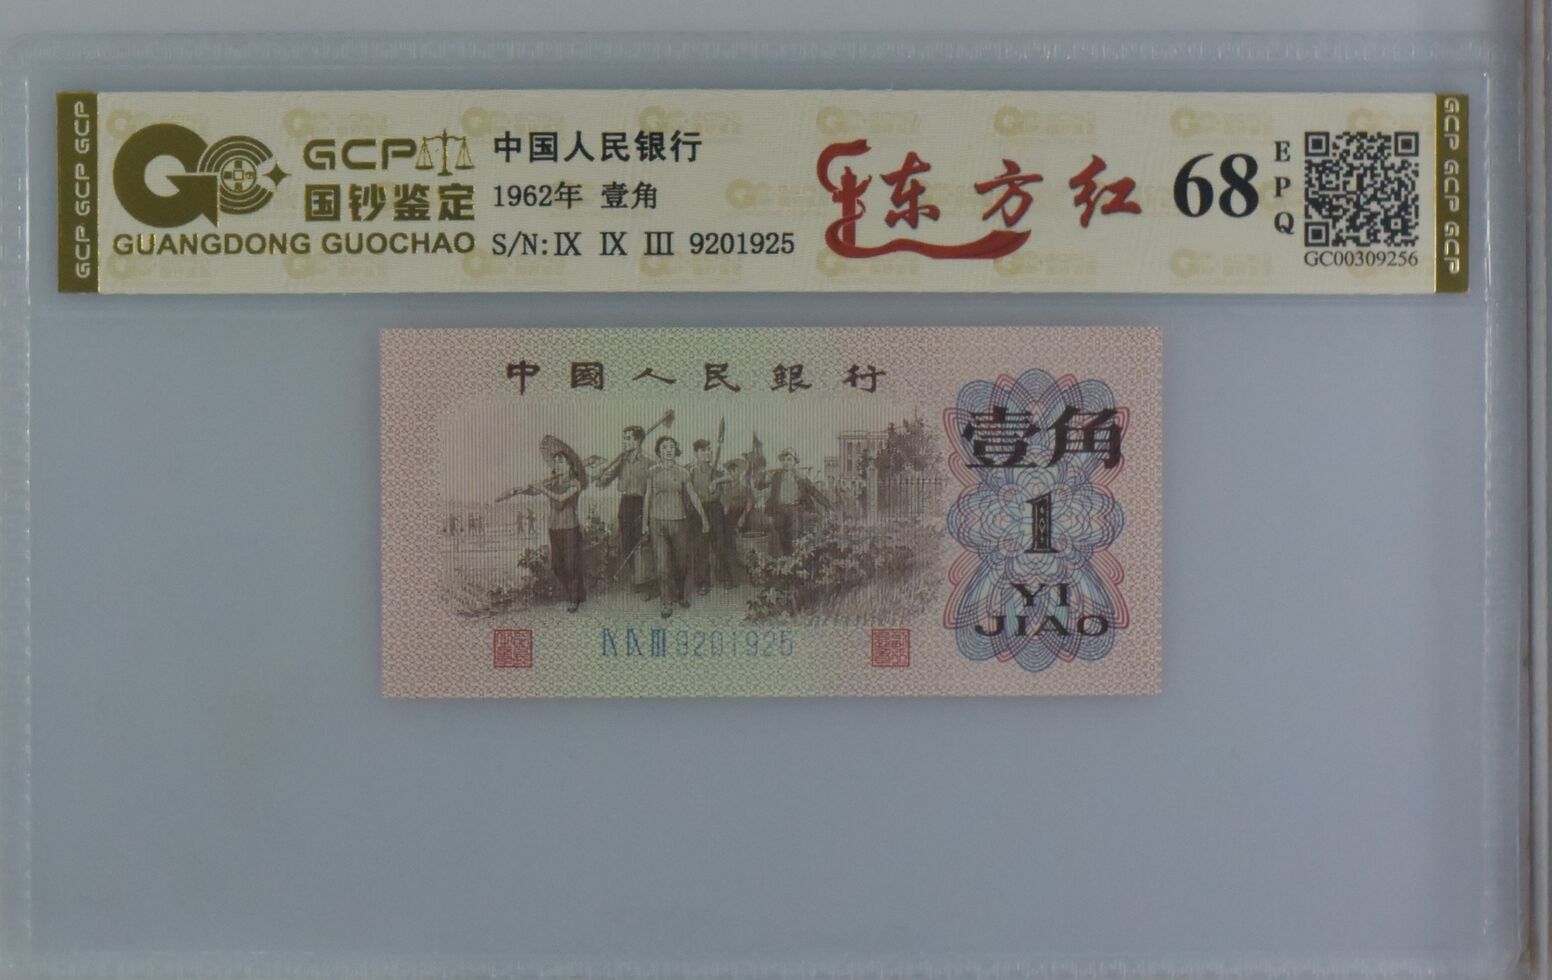 GCP GCP GCP
GCP
国钞鉴定
GUANGDONG GUOCHAO
中国人民银行
1962年 壹角
S/N: IX IX III 9201925
东方红
68
EPQ
GC00309256
GCP GCP GCP
中國人民銀行
壹角
1
YI
JIAO
IX IX III 9201925